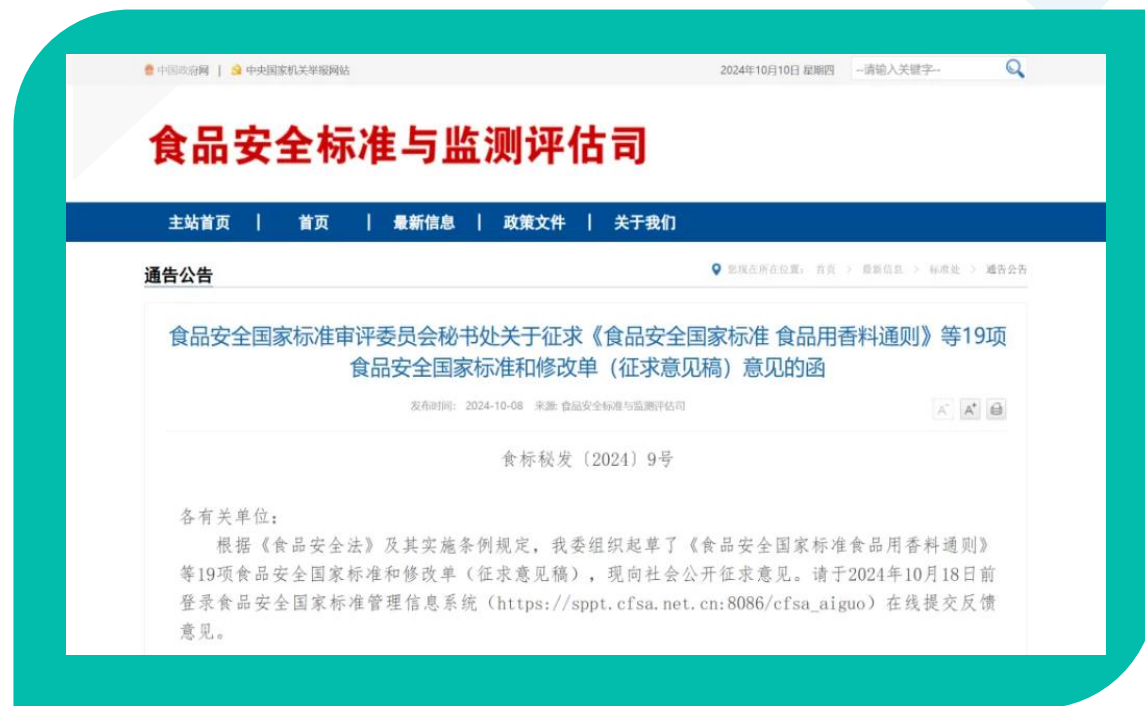 中国政府网 | 中央国家机关举报网站 2024年10月10日 星期四 --请输入关键字--
食品安全标准与监测评估司
主站首页 | 首页 | 最新信息 | 政策文件 | 关于我们
通告公告 您现在所在位置: 首页 > 最新信息 > 标准处 > 通告公告
食品安全国家标准审评委员会秘书处关于征求《食品安全国家标准 食品用香料通则》等19项
食品安全国家标准和修改单（征求意见稿）意见的函
发布时间: 2024-10-08 来源: 食品安全标准与监测评估司 A- A+
食标秘发〔2024〕9号
各有关单位：
根据《食品安全法》及其实施条例规定，我委组织起草了《食品安全国家标准食品用香料通则》
等19项食品安全国家标准和修改单（征求意见稿），现向社会公开征求意见。请于2024年10月18日前
登录食品安全国家标准管理信息系统（https://sppt.cfsa.net.cn:8086/cfsa_aiguo）在线提交反馈
意见。